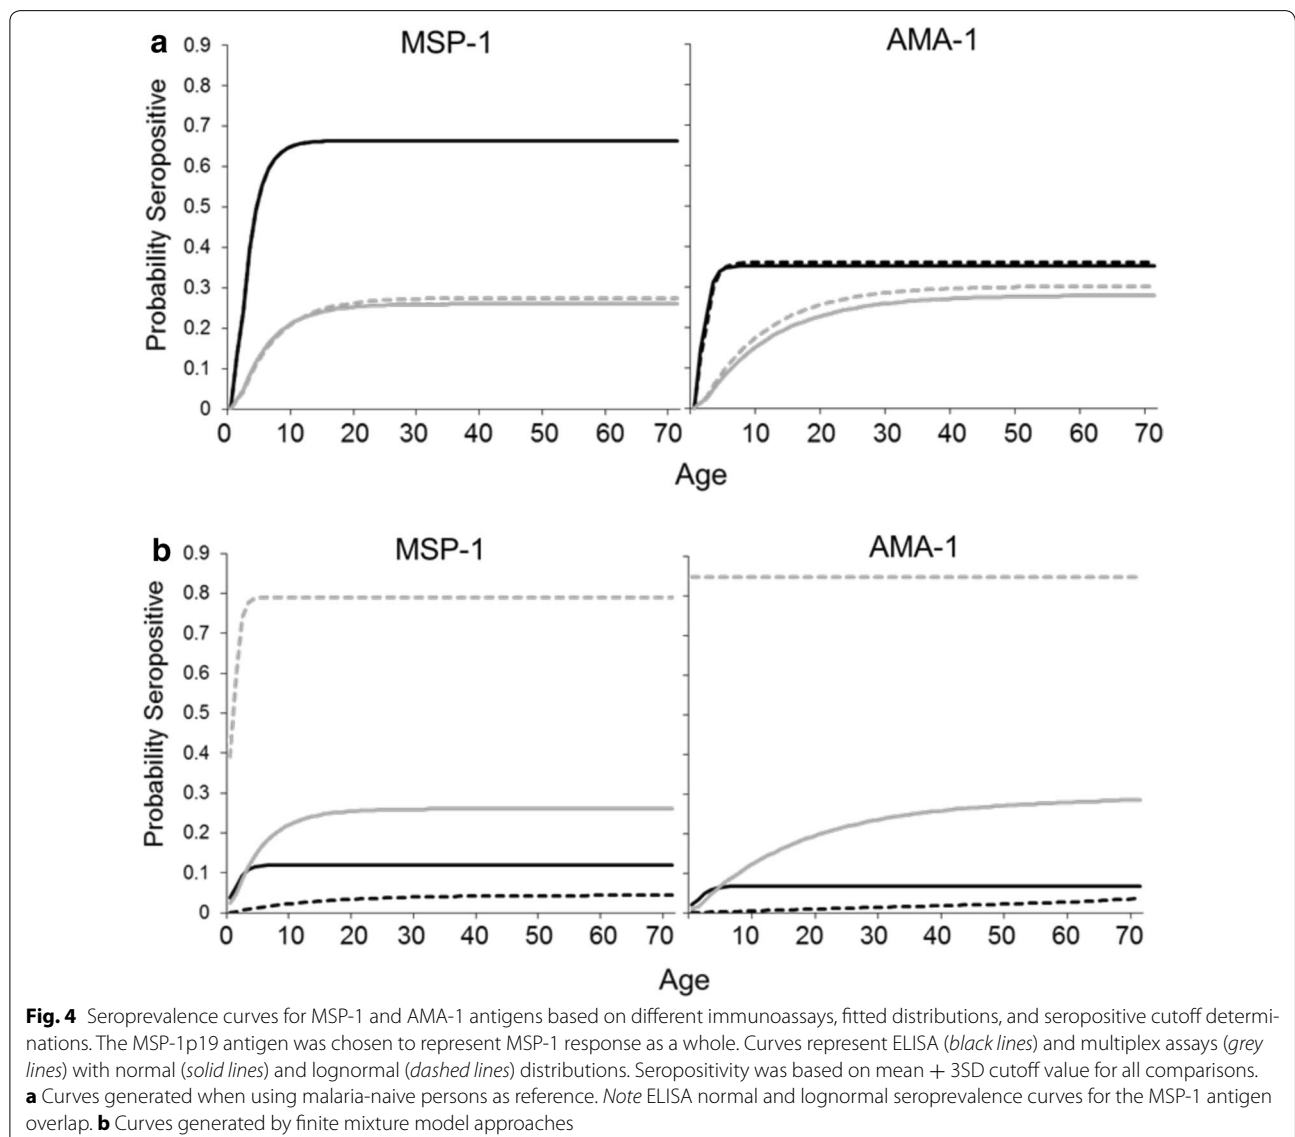 a
MSP-1
AMA-1
Probability Seropositive
0.9
0.8
0.7
0.6
0.5
0.4
0.3
0.2
0.1
0
0 10 20 30 40 50 60 70
10 20 30 40 50 60 70
Age
b
MSP-1
AMA-1
Probability Seropositive
0.9
0.8
0.7
0.6
0.5
0.4
0.3
0.2
0.1
0
0 10 20 30 40 50 60 70
10 20 30 40 50 60 70
Age
Fig. 4 Seroprevalence curves for MSP-1 and AMA-1 antigens based on different immunoassays, fitted distributions, and seropositive cutoff determi-
nations. The MSP-1p19 antigen was chosen to represent MSP-1 response as a whole. Curves represent ELISA (black lines) and multiplex assays (grey
lines) with normal (solid lines) and lognormal (dashed lines) distributions. Seropositivity was based on mean + 3SD cutoff value for all comparisons.
a Curves generated when using malaria-naive persons as reference. Note ELISA normal and lognormal seroprevalence curves for the MSP-1 antigen
overlap. b Curves generated by finite mixture model approaches